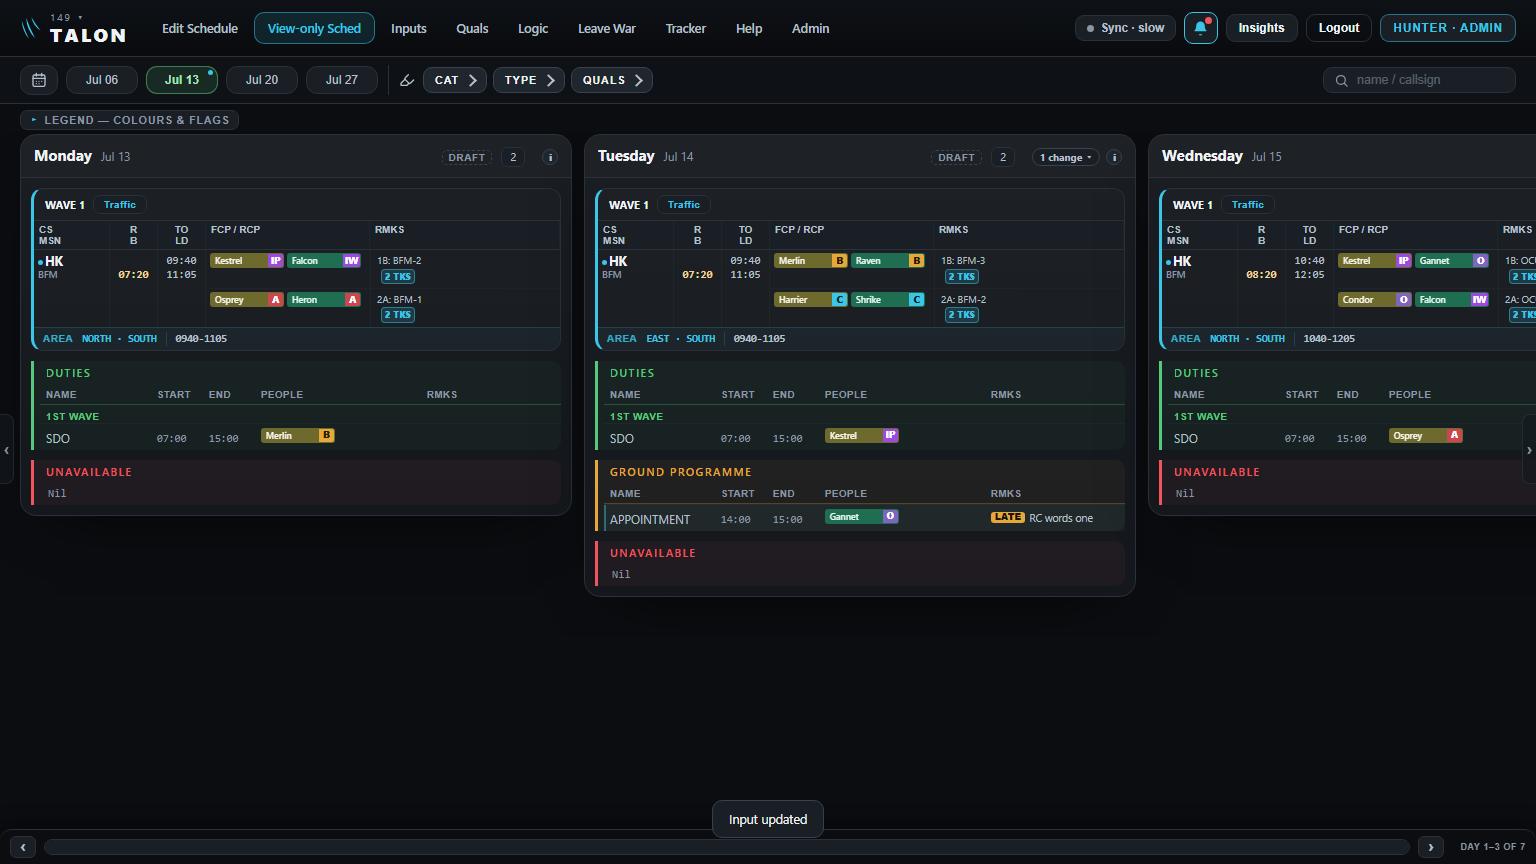 149
TALON
Edit Schedule
View-only Sched
Inputs
Quals
Logic
Leave War
Tracker
Help
Admin
Sync · slow
Insights
Logout
HUNTER · ADMIN
Jul 06
Jul 13
Jul 20
Jul 27
CAT
TYPE
QUALS
name / callsign
LEGEND — COLOURS & FLAGS
Monday Jul 13
DRAFT 2 i
WAVE 1 Traffic
CS R TO FCP / RCP RMKS
MSN B LD
HK 09:40 Kestrel IP Falcon IW 1B: BFM-2
BFM 07:20 11:05 2 TKS
Osprey A Heron A 2A: BFM-1
2 TKS
AREA NORTH · SOUTH 0940-1105
DUTIES
NAME START END PEOPLE RMKS
1ST WAVE
SDO 07:00 15:00 Merlin B
UNAVAILABLE
Nil
Tuesday Jul 14
DRAFT 2 1 change i
WAVE 1 Traffic
CS R TO FCP / RCP RMKS
MSN B LD
HK 09:40 Merlin B Raven B 1B: BFM-3
BFM 07:20 11:05 2 TKS
Harrier C Shrike C 2A: BFM-2
2 TKS
AREA EAST · SOUTH 0940-1105
DUTIES
NAME START END PEOPLE RMKS
1ST WAVE
SDO 07:00 15:00 Kestrel IP
GROUND PROGRAMME
NAME START END PEOPLE RMKS
APPOINTMENT 14:00 15:00 Gannet O LATE RC words one
UNAVAILABLE
Nil
Wednesday Jul 15
WAVE 1 Traffic
CS R TO FCP / RCP RMKS
MSN B LD
HK 10:40 Kestrel IP Gannet O 1B: OCU
BFM 08:20 12:05 2 TKS
Condor O Falcon IW 2A: OCU
2 TKS
AREA NORTH · SOUTH 1040-1205
DUTIES
NAME START END PEOPLE
1ST WAVE
SDO 07:00 15:00 Osprey A
UNAVAILABLE
Nil
Input updated
DAY 1–3 OF 7